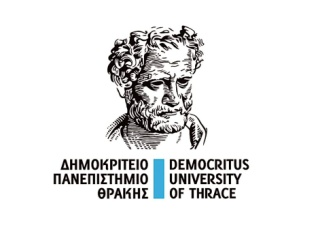 ΔΗΜΟΚΡΙΤΕΙΟ
ΠΑΝΕΠΙΣΤΗΜΙΟ
ΘΡΑΚΗΣ
DEMOCRITUS
UNIVERSITY
OF THRACE